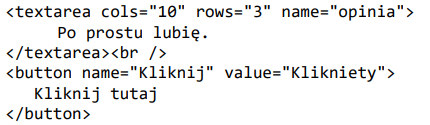 <textarea cols="10" rows="3" name="opinia">
Po prostu lubię.
</textarea><br />
<button name="Kliknij" value="Klikniety">
Kliknij tutaj
</button>